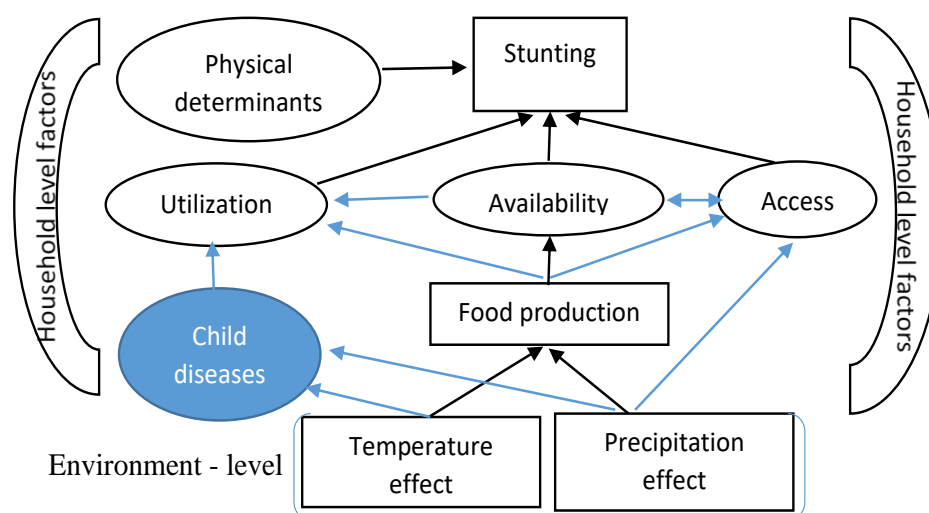 Household level factors
Physical
determinants
Stunting
Household level factors
Utilization
Availability
Access
Food production
Child
diseases
Environment - level
Temperature
effect
Precipitation
effect